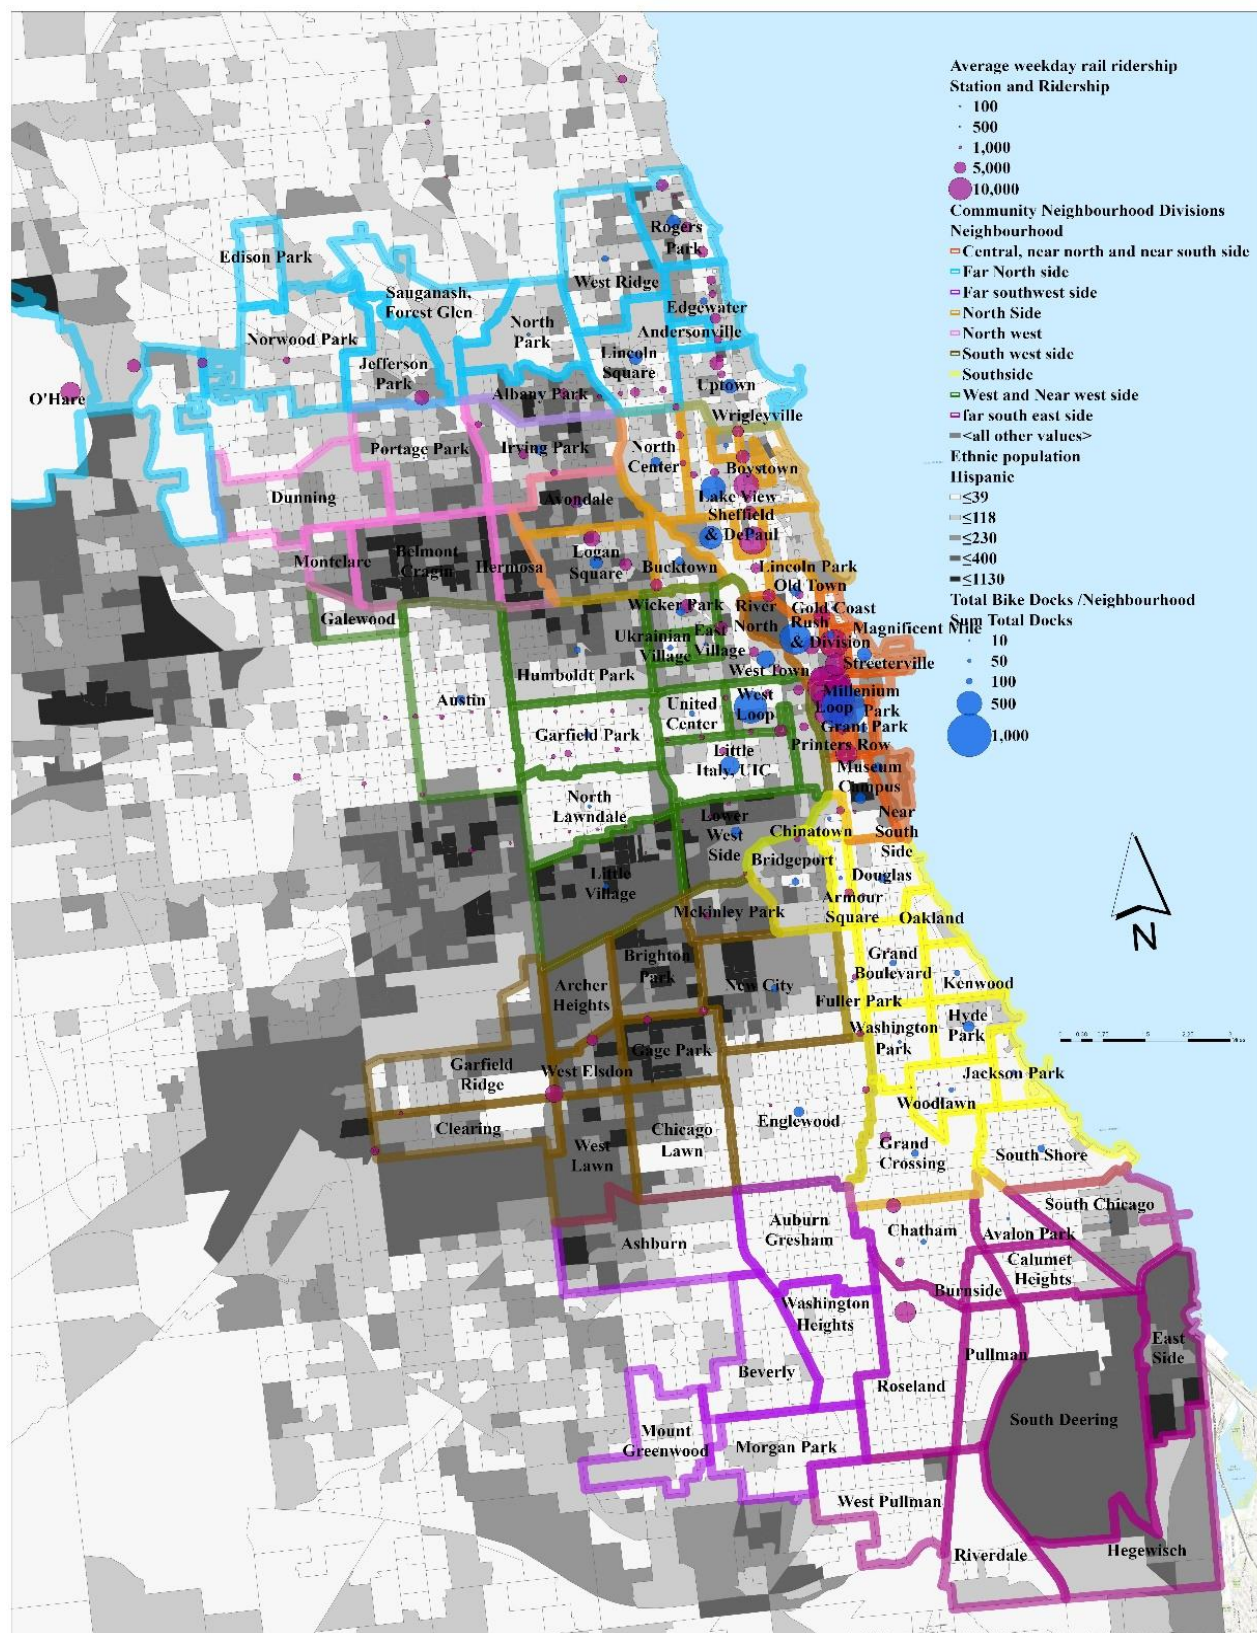 Average weekday rail ridership
Station and Ridership
100
500
1,000
5,000
10,000
Community Neighbourhood Divisions
Neighbourhood
Central, near north and near south side
Far North side
Far southwest side
North Side
North west
South west side
Southside
West and Near west side
far south east side
<all other values>
Ethnic population
Hispanic
≤39
≤118
≤230
≤400
≤1130
Total Bike Docks /Neighbourhood
Sum Total Docks
10
50
100
500
1,000
Rogers
Park
Edison Park
West Ridge
Sauganash,
Forest Glen
Edgewater
Andersonville
North
Park
Norwood Park
Lincoln
Square
Jefferson
Park
Uptown
O'Hare
Albany Park
Wrigleyville
Portage Park
Irving Park
North
Center
Boystown
Dunning
Avondale
Lake View
Sheffield
& DePaul
Montclare
Belmont
Cragin
Hermosa
Logan
Square
Bucktown
Lincoln Park
Old Town
Galewood
Wicker Park
River
North
Gold Coast
Rush
& Division
Magnificent Mile
Ukrainian
Village
East
Village
Streeterville
Humboldt Park
West Town
Austin
United
Center
West
Loop
Millenium
Loop Park
Grant Park
Garfield Park
Printers Row
Little
Italy, UIC
Museum
Campus
North
Lawndale
Lower
West
Side
Chinatown
Near
South
Side
Bridgeport
Little
Village
Douglas
Mckinley Park
Armour
Square
Oakland
Brighton
Park
Archer
Heights
New City
Grand
Boulevard
Kenwood
Fuller Park
Washington
Park
Hyde
Park
Gage Park
Garfield
Ridge
West Elsdon
Jackson Park
Woodlawn
Clearing
Englewood
West
Lawn
Chicago
Lawn
Grand
Crossing
South Shore
South Chicago
Ashburn
Auburn
Gresham
Chatham
Avalon Park
Calumet
Heights
Burnside
Washington
Heights
East
Side
Pullman
Beverly
Roseland
South Deering
Mount
Greenwood
Morgan Park
West Pullman
Riverdale
Hegewisch
N